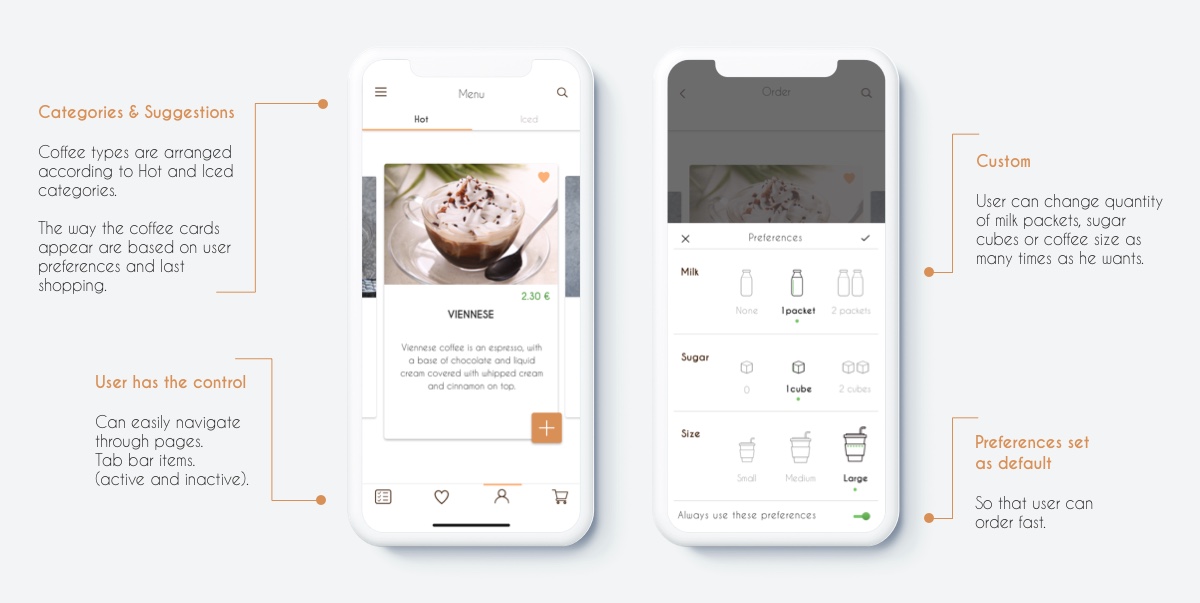 Categories & Suggestions
Coffee types are arranged
according to Hot and Iced
categories.
The way the coffee cards
appear are based on user
preferences and last
shopping.
User has the control
Can easily navigate
through pages.
Tab bar items.
(active and inactive).
Menu
Hot
Iced
2.30 €
VIENNESE
Viennese coffee is an espresso, with
a base of chocolate and liquid
cream covered with whipped cream
and cinnamon on top.
Order
Preferences
Milk
None
1 packet
2 packets
Sugar
0
1 cube
2 cubes
Size
Small
Medium
Large
Always use these preferences
Custom
User can change quantity
of milk packets, sugar
cubes or coffee size as
many times as he wants.
Preferences set
as default
So that user can
order fast.